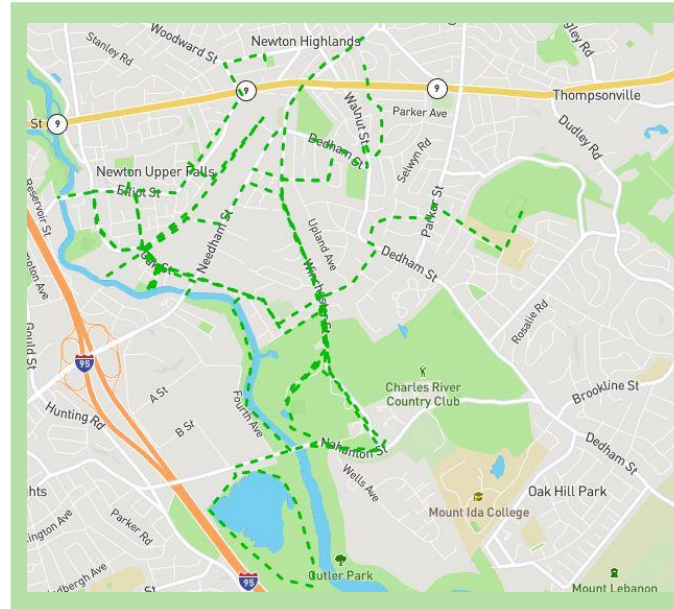 Woodward St
Newton Highlands
gley Rd
Stanley Rd
9
9
Walnut St
Parker Ave
Thompsonville
St
9
Dudley Rd
Dedham St
Selwyn Rd
Newton Upper Falls
Elliot St
Reservoir St
Parker St
Needham St
Upland Ave
Dedham St
Winchester St
Rosalie Rd
Gould St
95
Charles River
Country Club
Brookline St
A St
Fourth Ave
Hunting Rd
B St
Nahanton St
Dedham St
Wells Ave
Oak Hill Park
Mount Ida College
Parker Rd
95
Cutler Park
Mount Lebanon